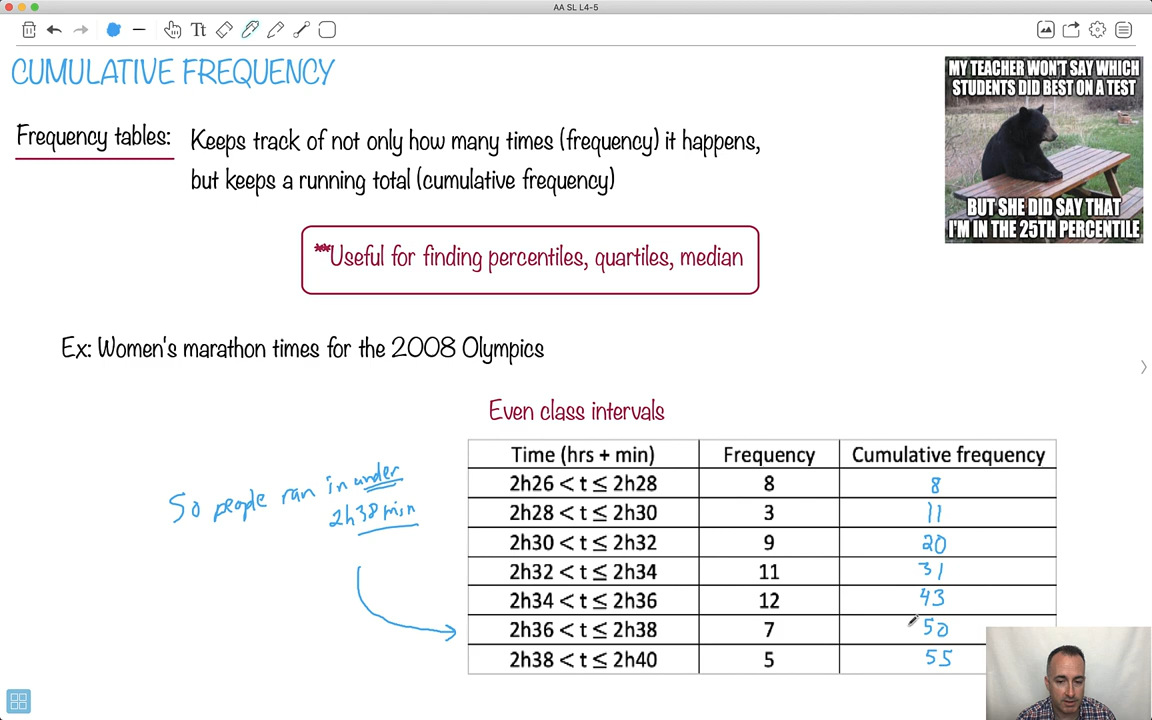 AA SL L4-5
Tt
CUMULATIVE FREQUENCY
MY TEACHER WON'T SAY WHICH
STUDENTS DID BEST ON A TEST
BUT SHE DID SAY THAT
I'M IN THE 25TH PERCENTILE
Frequency tables: Keeps track of not only how many times (frequency) it happens,
but keeps a running total (cumulative frequency)
***Useful for finding percentiles, quartiles, median
Ex: Women's marathon times for the 2008 Olympics
Even class intervals
50 people ran in under
2h38min
Time (hrs + min) Frequency Cumulative frequency
2h26 < t ≤ 2h28 8 8
2h28 < t ≤ 2h30 3 11
2h30 < t ≤ 2h32 9 20
2h32 < t ≤ 2h34 11 31
2h34 < t ≤ 2h36 12 43
2h36 < t ≤ 2h38 7 50
2h38 < t ≤ 2h40 5 55